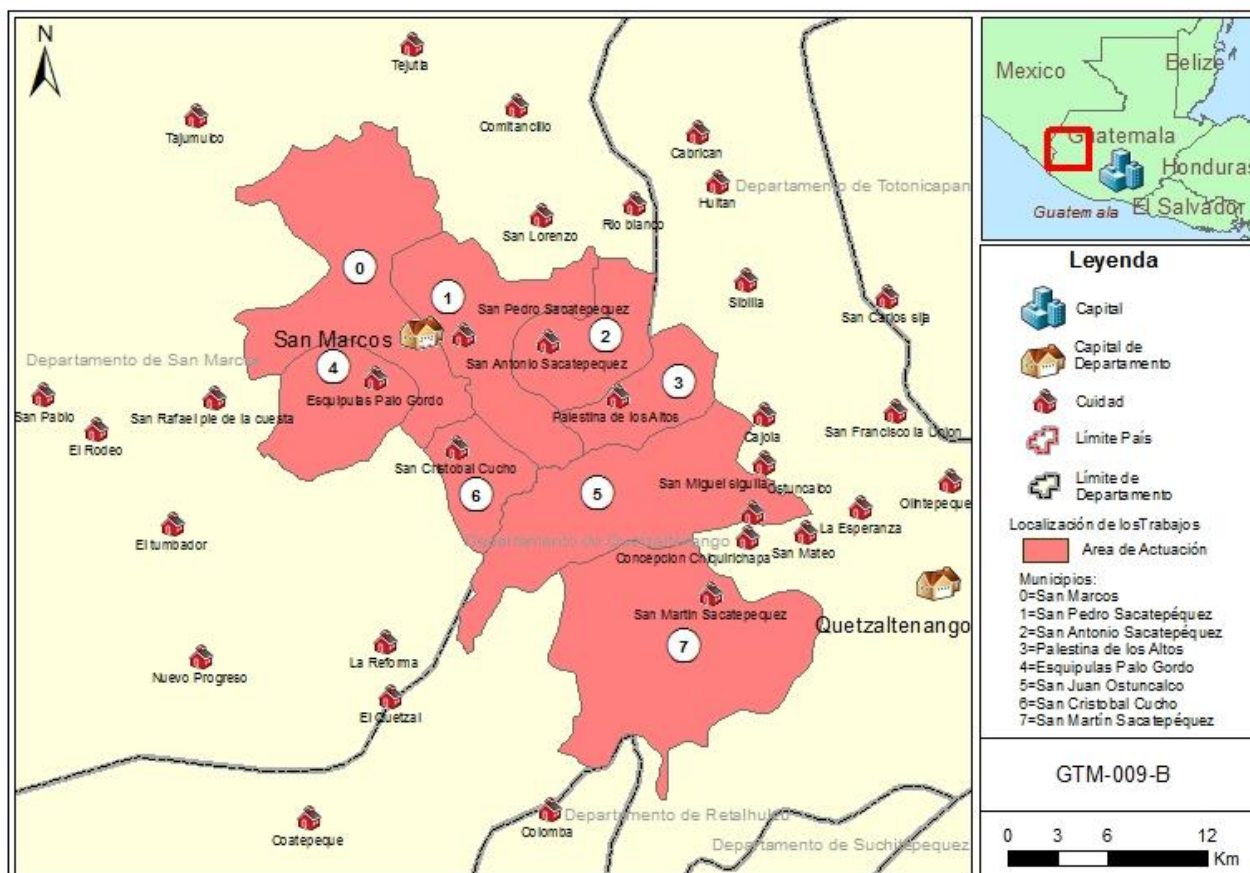 N
Tejutla
Tajumulco
Comitancillo
Cabrican
Huitan
Departamento de Totonicapan
San Lorenzo
Rio blanco
0
1
San Pedro Sacatepequez
Sibilia
San Carlos sija
2
San Marcos
San Antonio Sacatepequez
Departamento de San Marcos
4
3
Esquipulas Palo Gordo
Palestina de los Altos
San Pablo
San Rafael pie de la cuesta
El Rodeo
Cajola
San Francisco la Union
San Cristobal Cucho
San Miguel siguila
Ostuncalco
6
5
Olintepeque
La Esperanza
El tumbador
Departamento de Quetzaltenango
Concepcion Chiquirichapa
San Mateo
San Martin Sacatepequez
Quetzaltenango
7
La Reforma
Nuevo Progreso
El Quetzal
Coatepeque
Colomba
Departamento de Retalhuleo
Departamento de Suchitepequez
Mexico
Belize
Guatemala
Honduras
Guatemala
El Salvador
Leyenda
Capital
Capital de
Departamento
Cuidad
Límite País
Límite de
Departamento
Localización de losTrabajos
Area de Actuación
Municipios:
0=San Marcos
1=San Pedro Sacatepéquez
2=San Antonio Sacatepéquez
3=Palestina de los Altos
4=Esquipulas Palo Gordo
5=San Juan Ostuncalco
6=San Cristobal Cucho
7=San Martín Sacatepéquez
GTM-009-B
0 3 6 12
Km